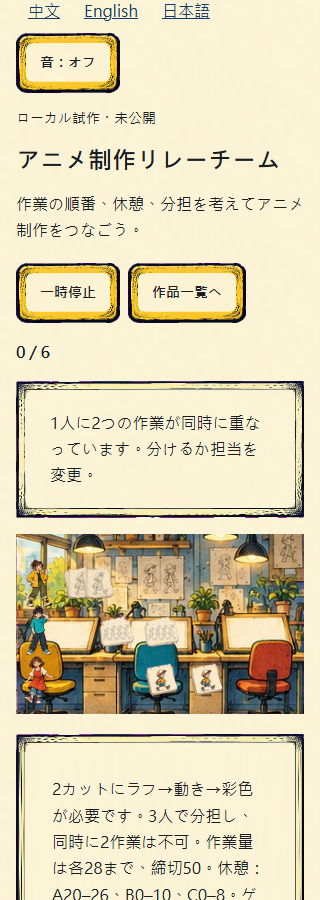 中文 English 日本語
音：オフ
ローカル試作・未公開
アニメ制作リレーチーム
作業の順番、休憩、分担を考えてアニメ
制作をつなごう。
一時停止 作品一覧へ
0 / 6
1人に2つの作業が同時に重な
っています。分けるか担当を
変更。
2カットにラフ→動き→彩色
が必要です。3人で分担し、
同時に2作業は不可。作業量
は各28まで、締切50。休憩：
A20–26、B0–10、C0–8。ゲ